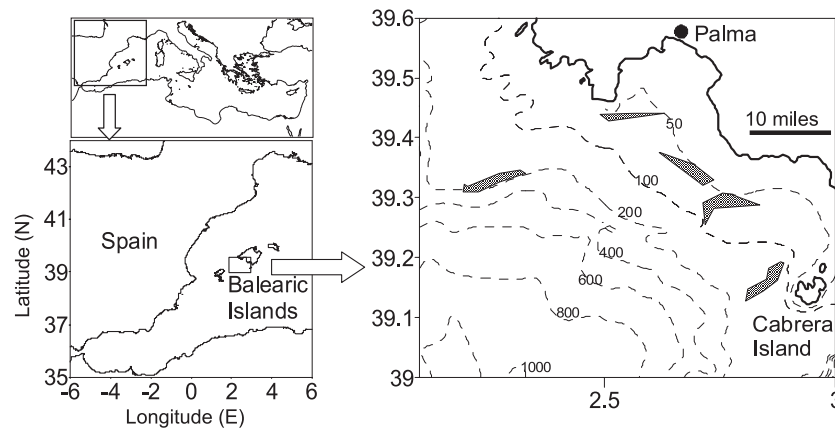 43
41
39
37
35
Latitude (N)
-6 -4 -2 0 2 4 6
Longitude (E)
Spain
Balearic
Islands
39.6
39.5
39.4
39.3
39.2
39.1
39
2.5 3
Palma
10 miles
50
100
200
400
600
800
1000
Cabrera
Island